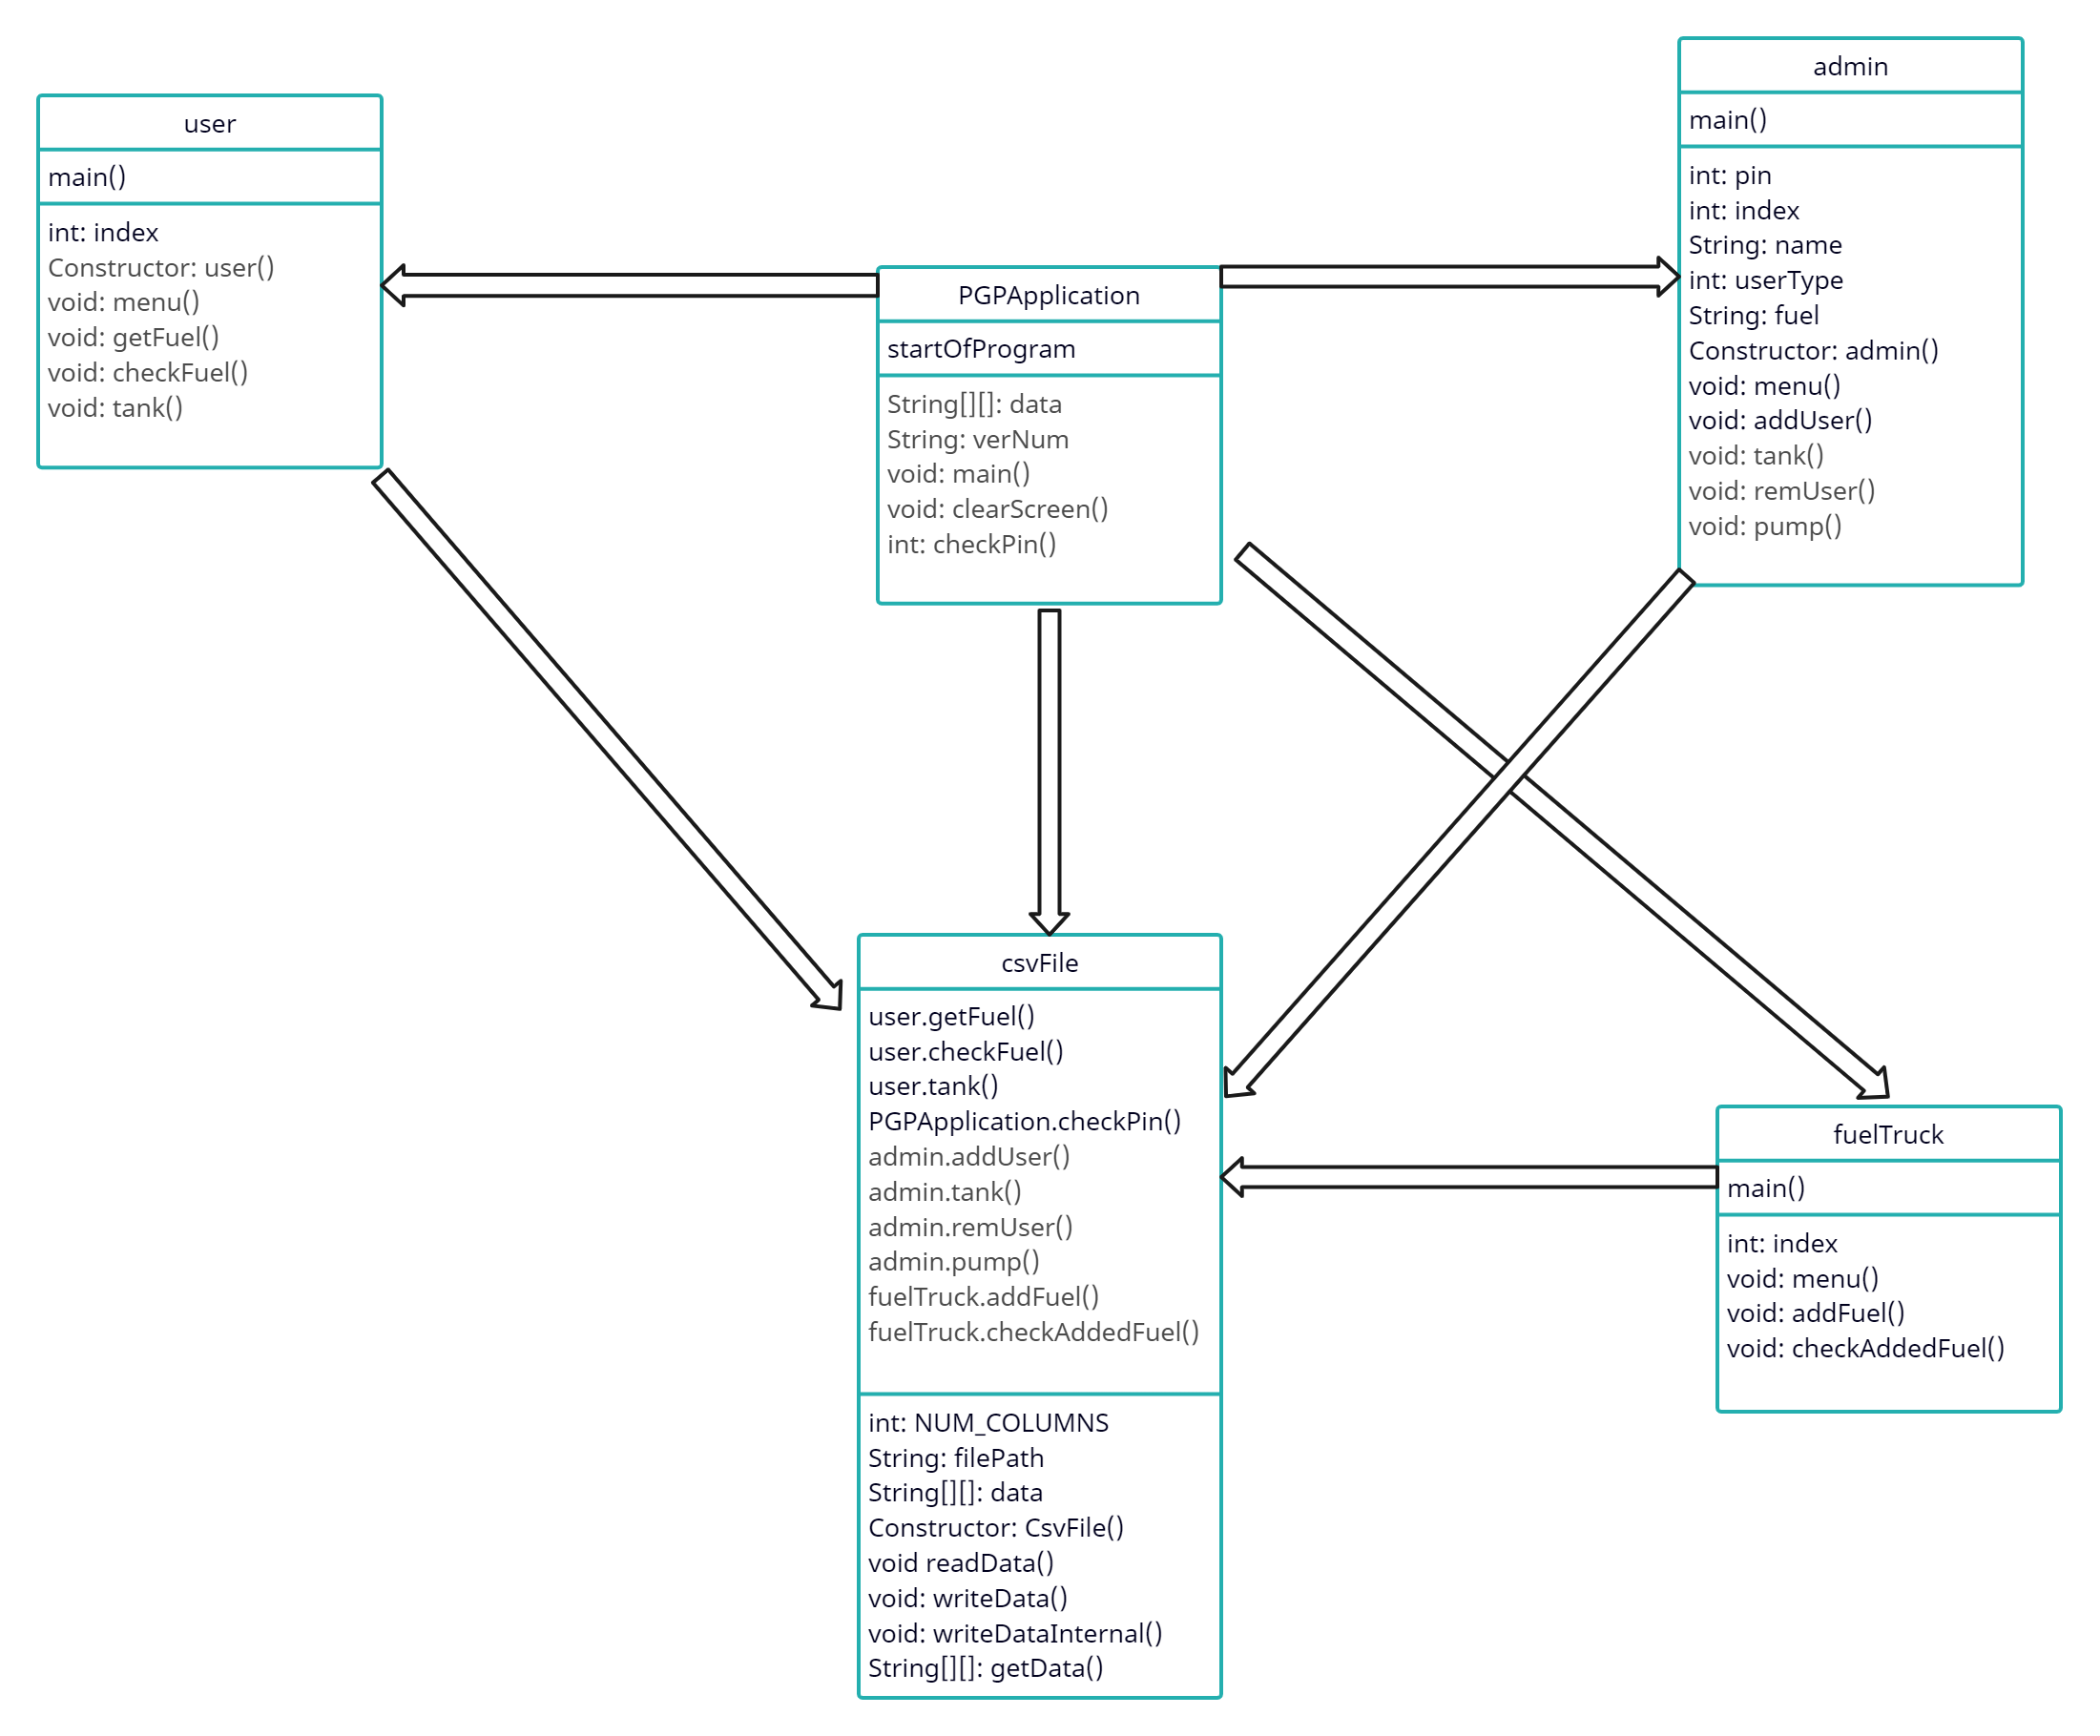 user
main()
int: index
Constructor: user()
void: menu()
void: getFuel()
void: checkFuel()
void: tank()
PGPApplication
startOfProgram
String[][]: data
String: verNum
void: main()
void: clearScreen()
int: checkPin()
admin
main()
int: pin
int: index
String: name
int: userType
String: fuel
Constructor: admin()
void: menu()
void: addUser()
void: tank()
void: remUser()
void: pump()
csvFile
user.getFuel()
user.checkFuel()
user.tank()
PGPApplication.checkPin()
admin.addUser()
admin.tank()
admin.remUser()
admin.pump()
fuelTruck.addFuel()
fuelTruck.checkAddedFuel()
int: NUM_COLUMNS
String: filePath
String[][]: data
Constructor: CsvFile()
void readData()
void: writeData()
void: writeDataInternal()
String[][]: getData()
fuelTruck
main()
int: index
void: menu()
void: addFuel()
void: checkAddedFuel()